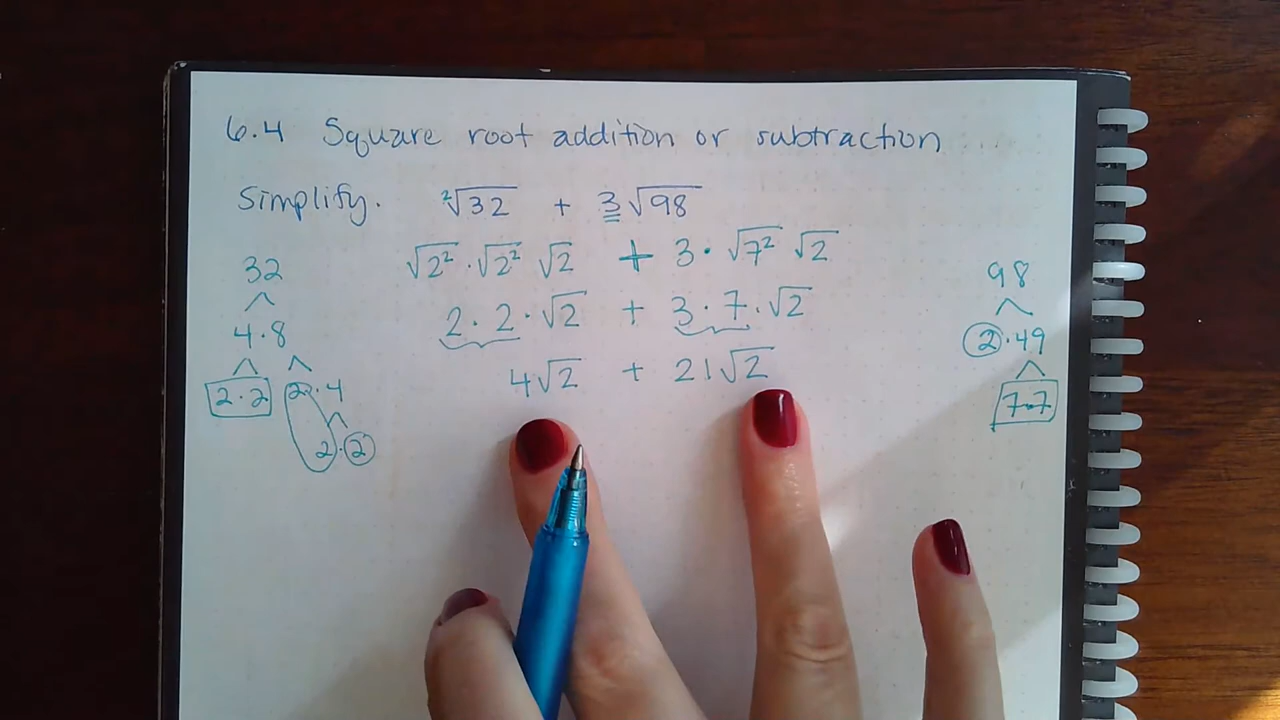 6.4 Square root addition or subtraction ....
Simplify. ²√32 + 3√98
√2² · √2² √2 + 3 · √7² √2
2 · 2 · √2 + 3 · 7 · √2
4√2 + 21√2
32
4·8
2·2 2·4
2·2
98
2·49
7·7